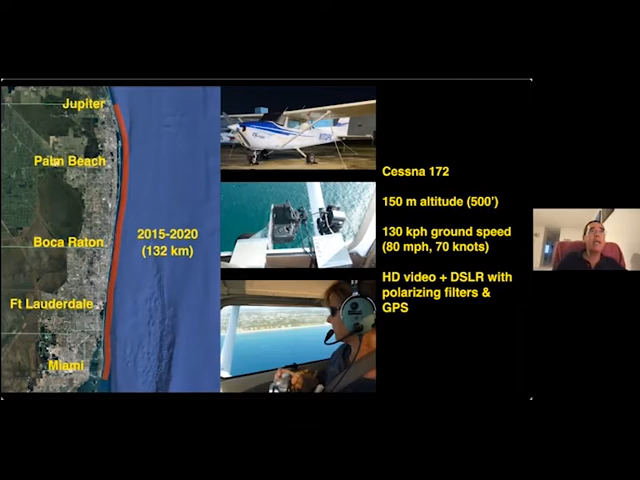 Jupiter
Palm Beach
Boca Raton
Ft Lauderdale
Miami
2015-2020
(132 km)
Cessna 172
150 m altitude (500')
130 kph ground speed
(80 mph, 70 knots)
HD video + DSLR with
polarizing filters &
GPS